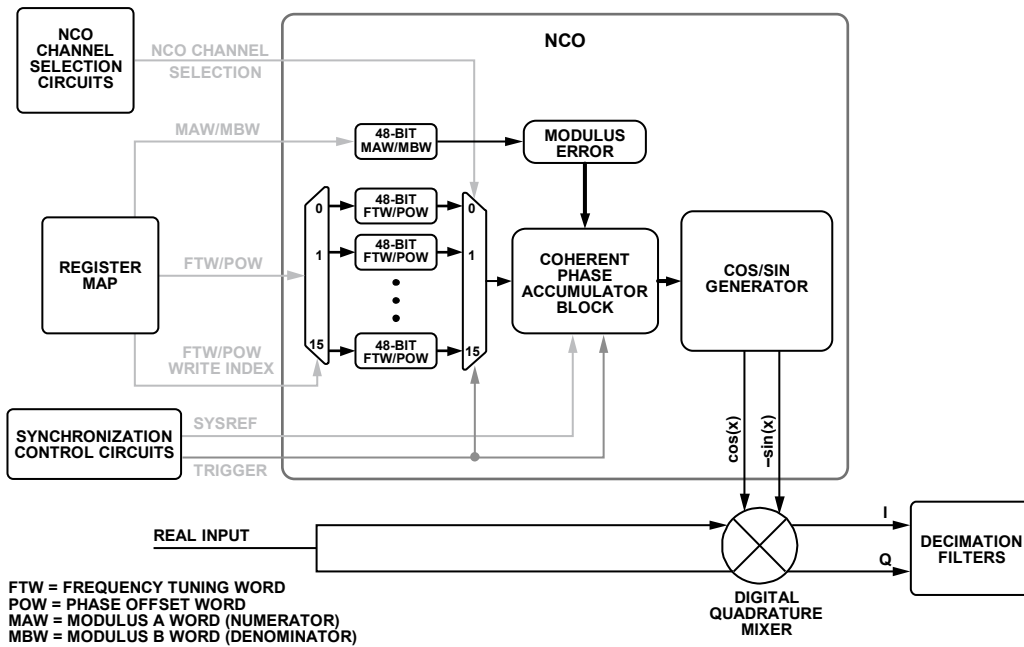 NCO
CHANNEL
SELECTION
CIRCUITS
NCO CHANNEL
SELECTION
NCO
MAW/MBW
48-BIT
MAW/MBW
MODULUS
ERROR
REGISTER
MAP
FTW/POW
0
1
15
48-BIT
FTW/POW
48-BIT
FTW/POW
48-BIT
FTW/POW
0
1
15
COHERENT
PHASE
ACCUMULATOR
BLOCK
COS/SIN
GENERATOR
FTW/POW
WRITE INDEX
SYNCHRONIZATION
CONTROL CIRCUITS
SYSREF
TRIGGER
cos(x)
–sin(x)
REAL INPUT
I
Q
DECIMATION
FILTERS
DIGITAL
QUADRATURE
MIXER
FTW = FREQUENCY TUNING WORD
POW = PHASE OFFSET WORD
MAW = MODULUS A WORD (NUMERATOR)
MBW = MODULUS B WORD (DENOMINATOR)